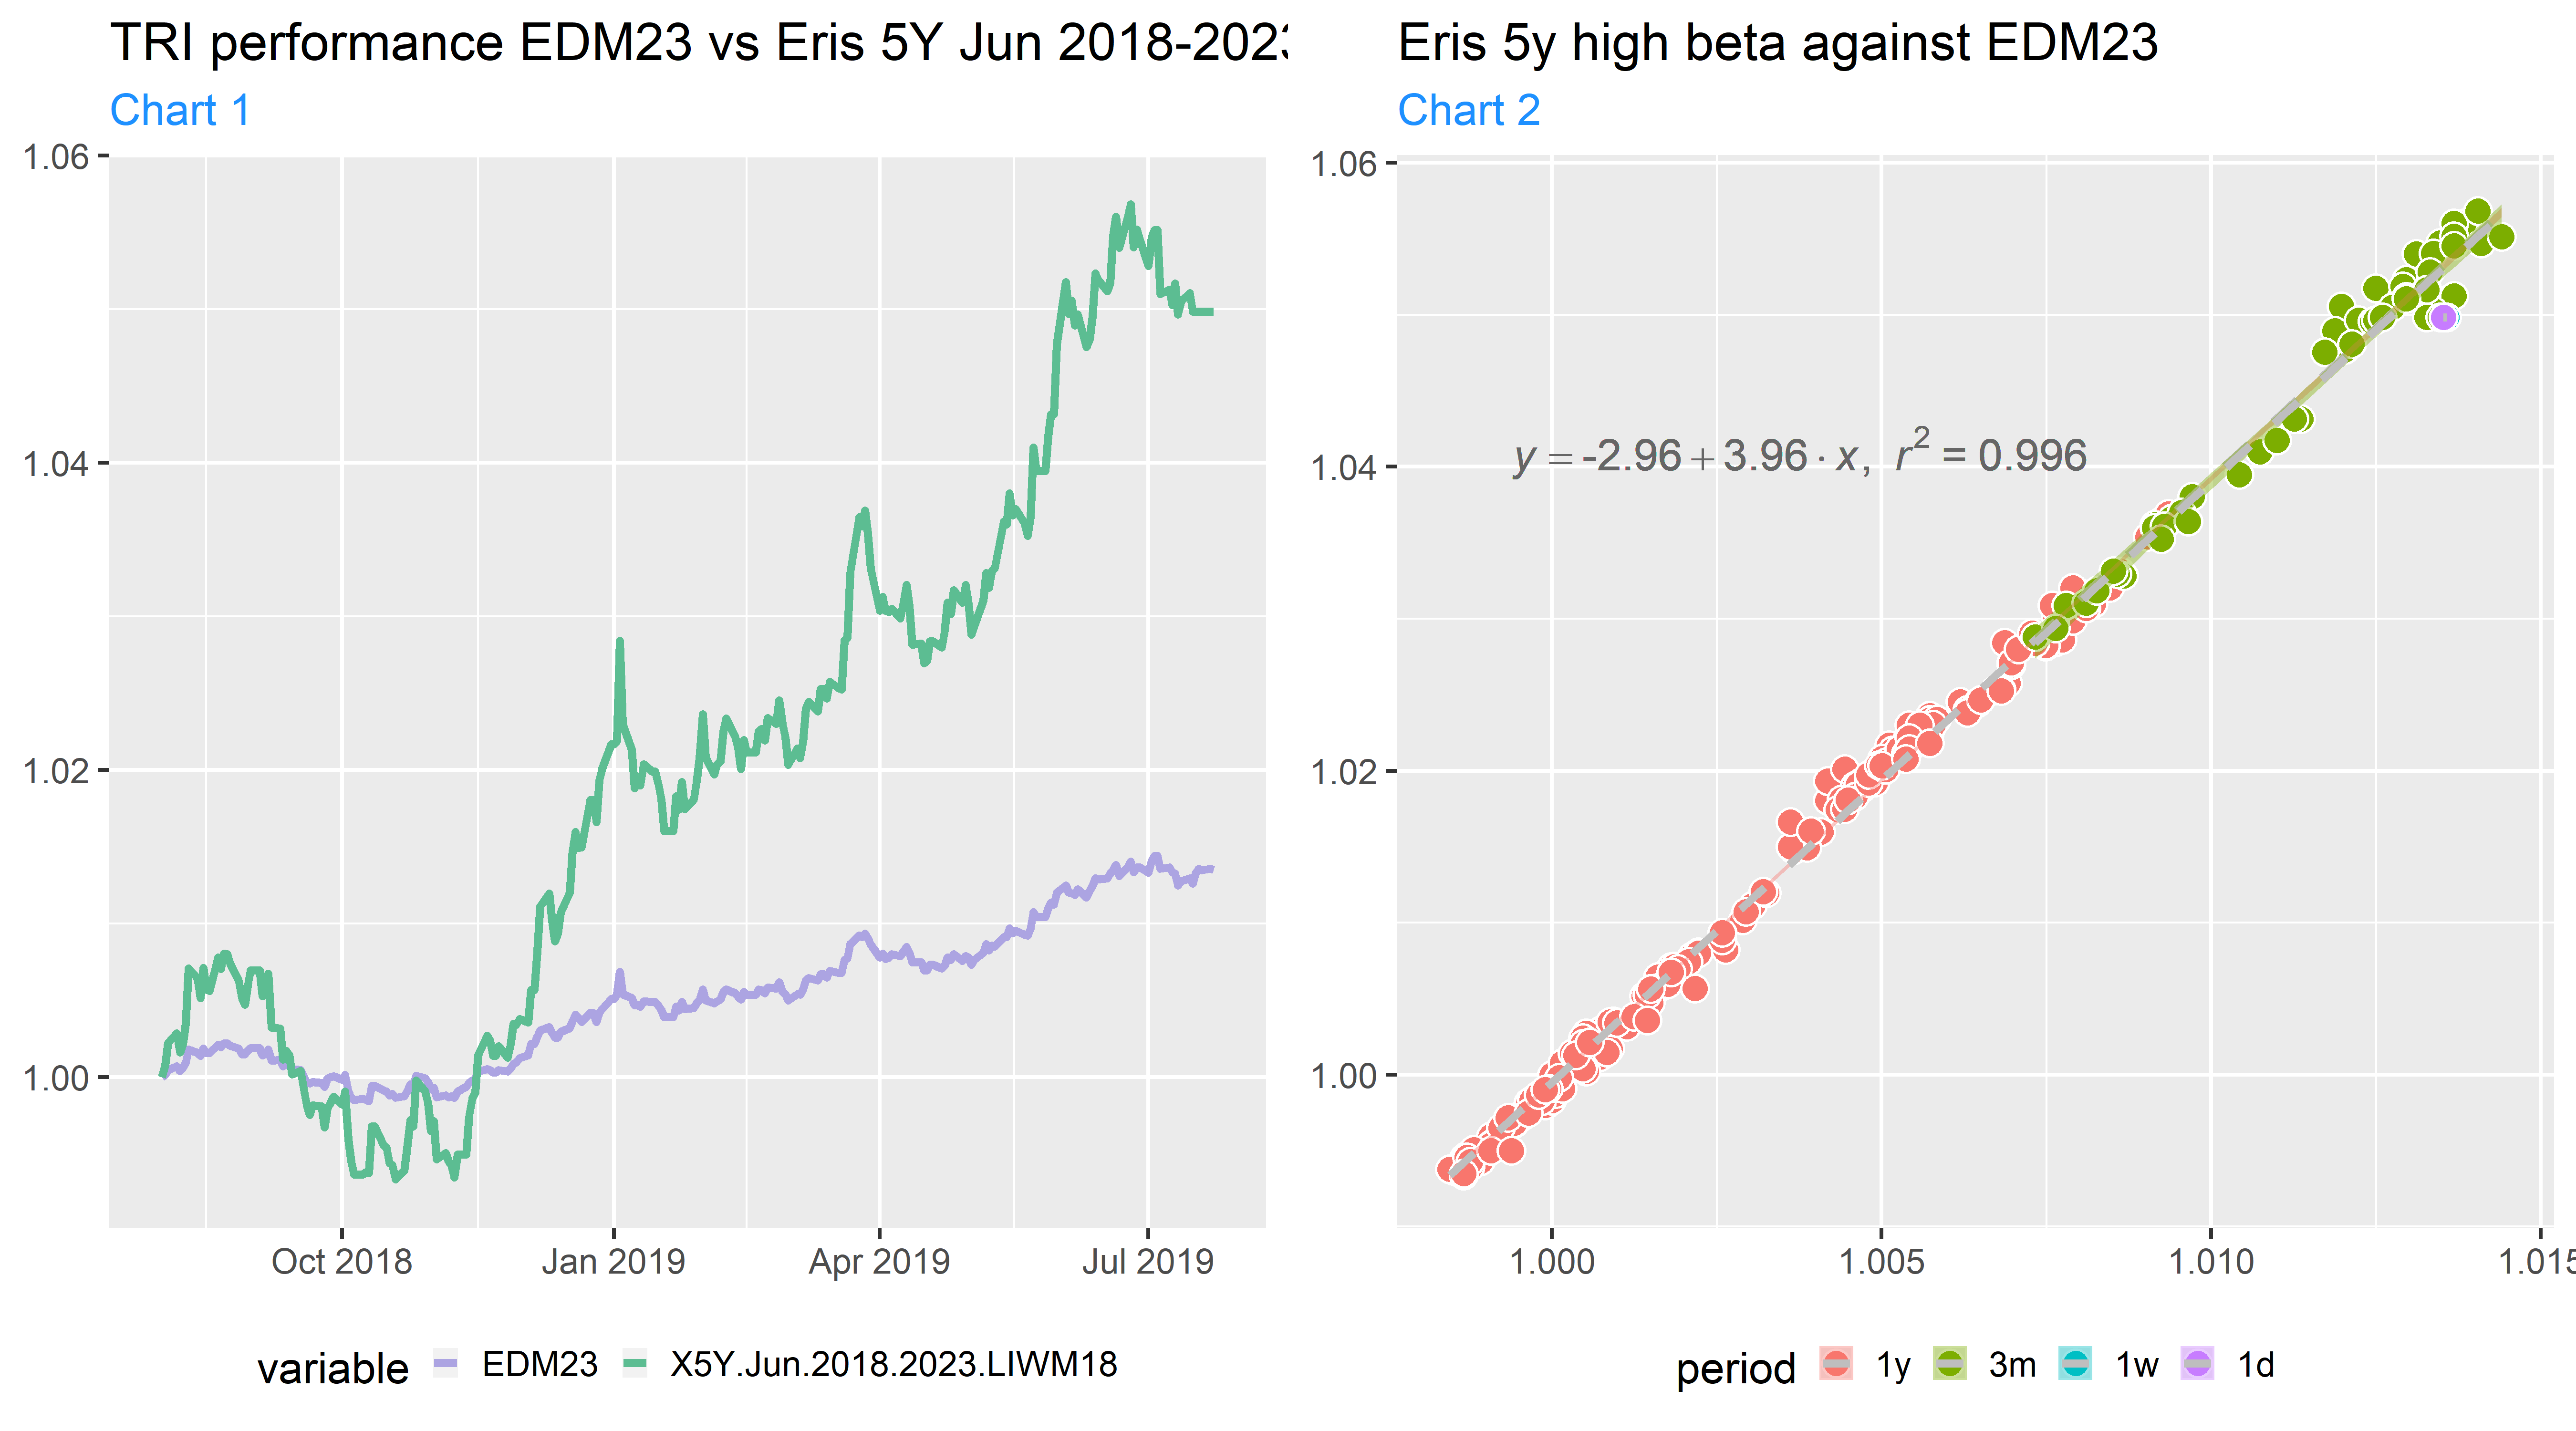 TRI performance EDM23 vs Eris 5Y Jun 2018-202
Chart 1
1.06
1.04
1.02
1.00
Oct 2018 Jan 2019 Apr 2019 Jul 2019
variable EDM23 X5Y.Jun.2018.2023.LIWM18
Eris 5y high beta against EDM23
Chart 2
1.06
1.04
1.02
1.00
y = -2.96 + 3.96 · x, r² = 0.996
1.000 1.005 1.010 1.015
period 1y 3m 1w 1d